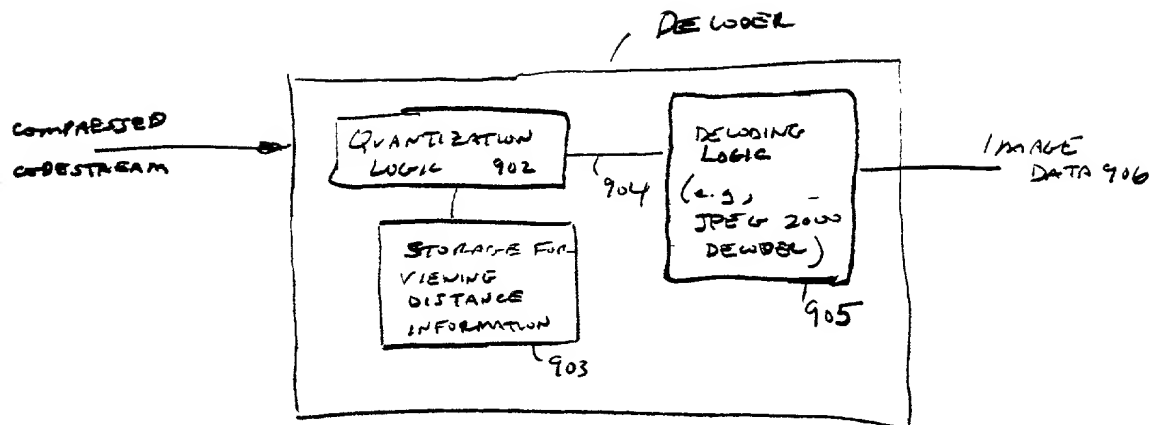 DECODER
COMPRESSED
CODESTREAM
QUANTIZATION
LOGIC 902
904
STORAGE FOR
VIEWING
DISTANCE
INFORMATION
903
DECODING
LOGIC
(e.g.,
JPEG 2000
DECODER)
905
IMAGE
DATA 906